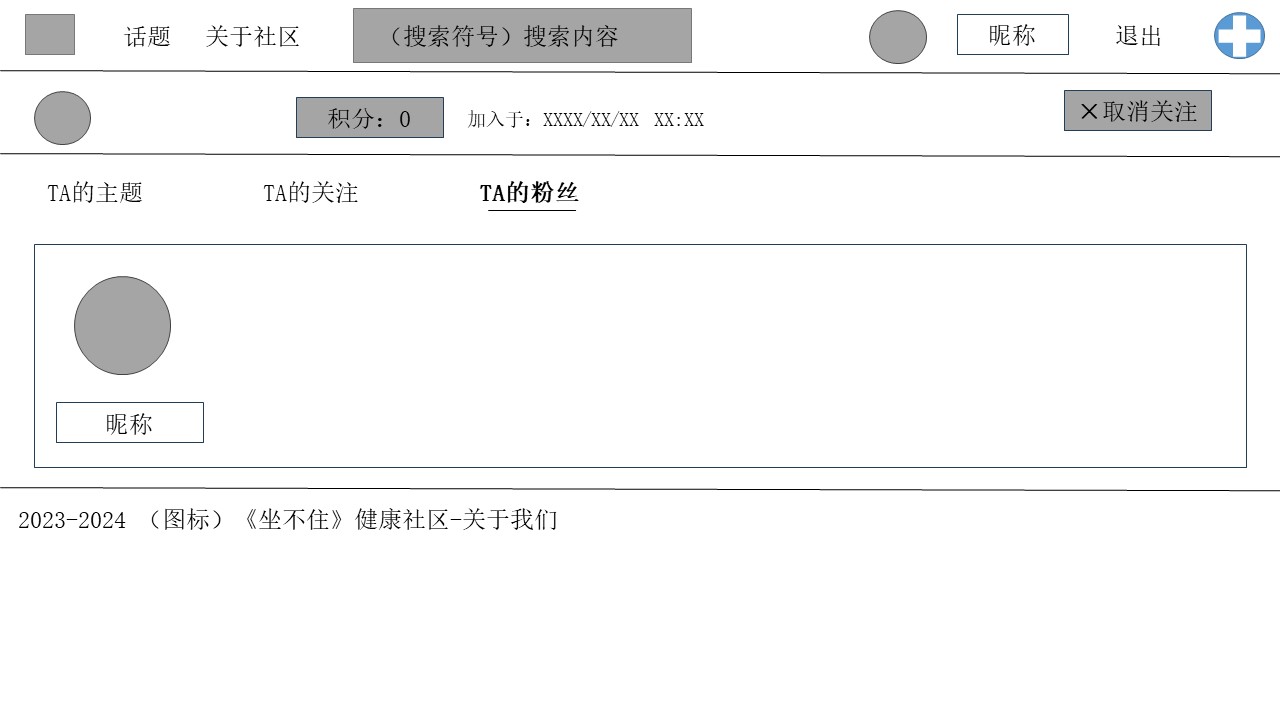 话题 关于社区 （搜索符号）搜索内容 昵称 退出
积分：0 加入于：XXXX/XX/XX XX:XX ×取消关注
TA的主题 TA的关注 TA的粉丝
昵称
2023-2024 （图标）《坐不住》健康社区-关于我们